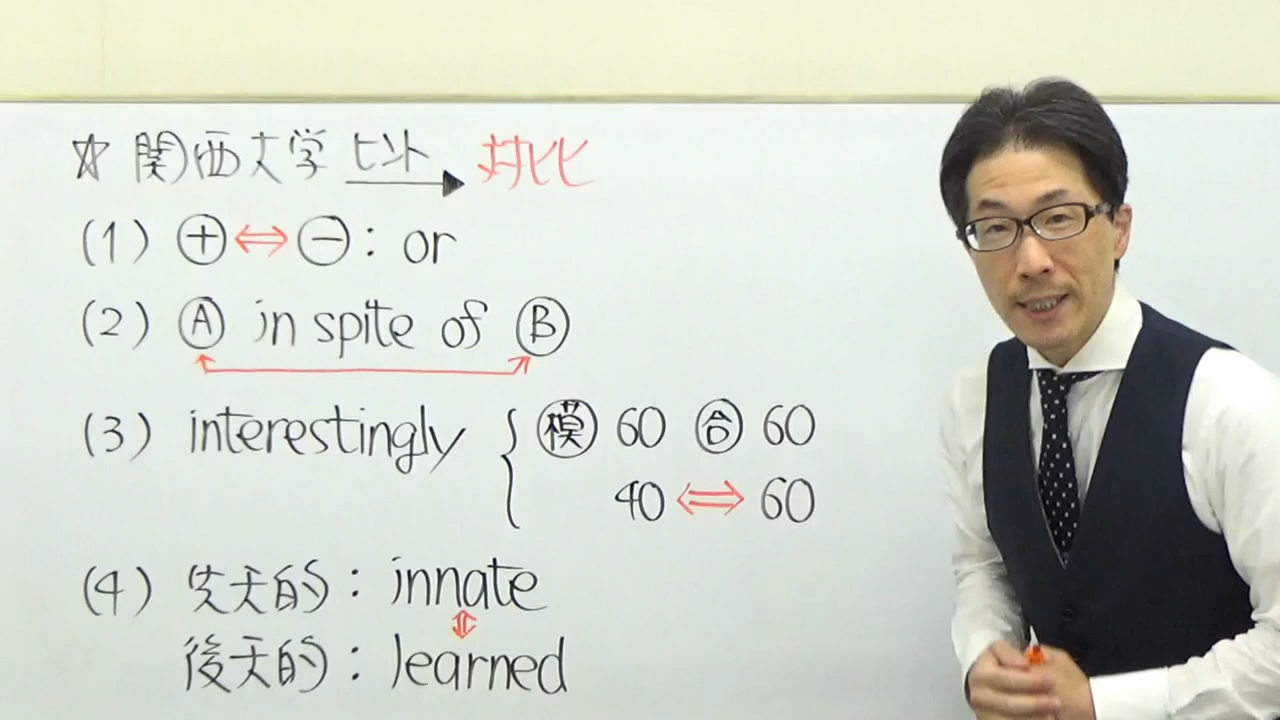 ☆ 関西大学 ヒント → 対比
(1) ⊕ ⇔ ⊖ : or
(2) Ⓐ in spite of Ⓑ
(3) interestingly { 模 60 合 60
40 ⇔ 60
(4) 先天的 : innate
⇕
後天的 : learned